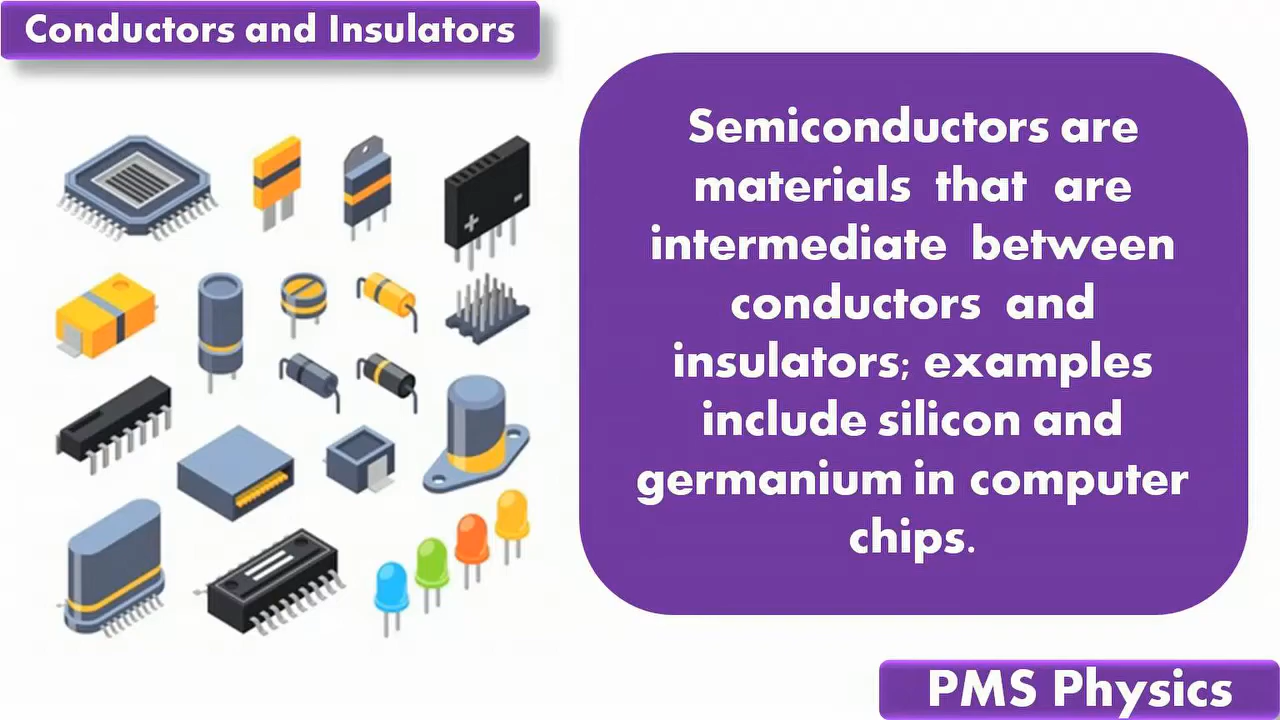 Conductors and Insulators
Semiconductors are
materials that are
intermediate between
conductors and
insulators; examples
include silicon and
germanium in computer
chips.
+ -
PMS Physics